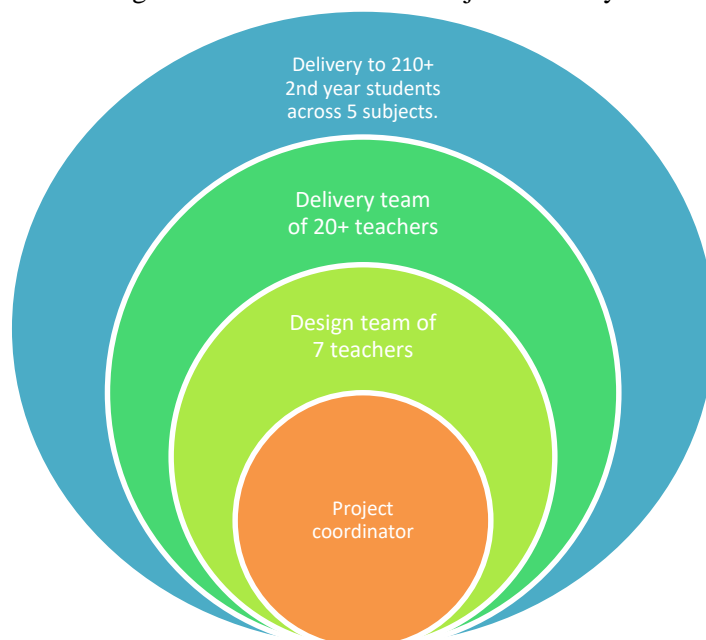 Delivery to 210+
2nd year students
across 5 subjects.
Delivery team
of 20+ teachers
Design team of
7 teachers
Project
coordinator